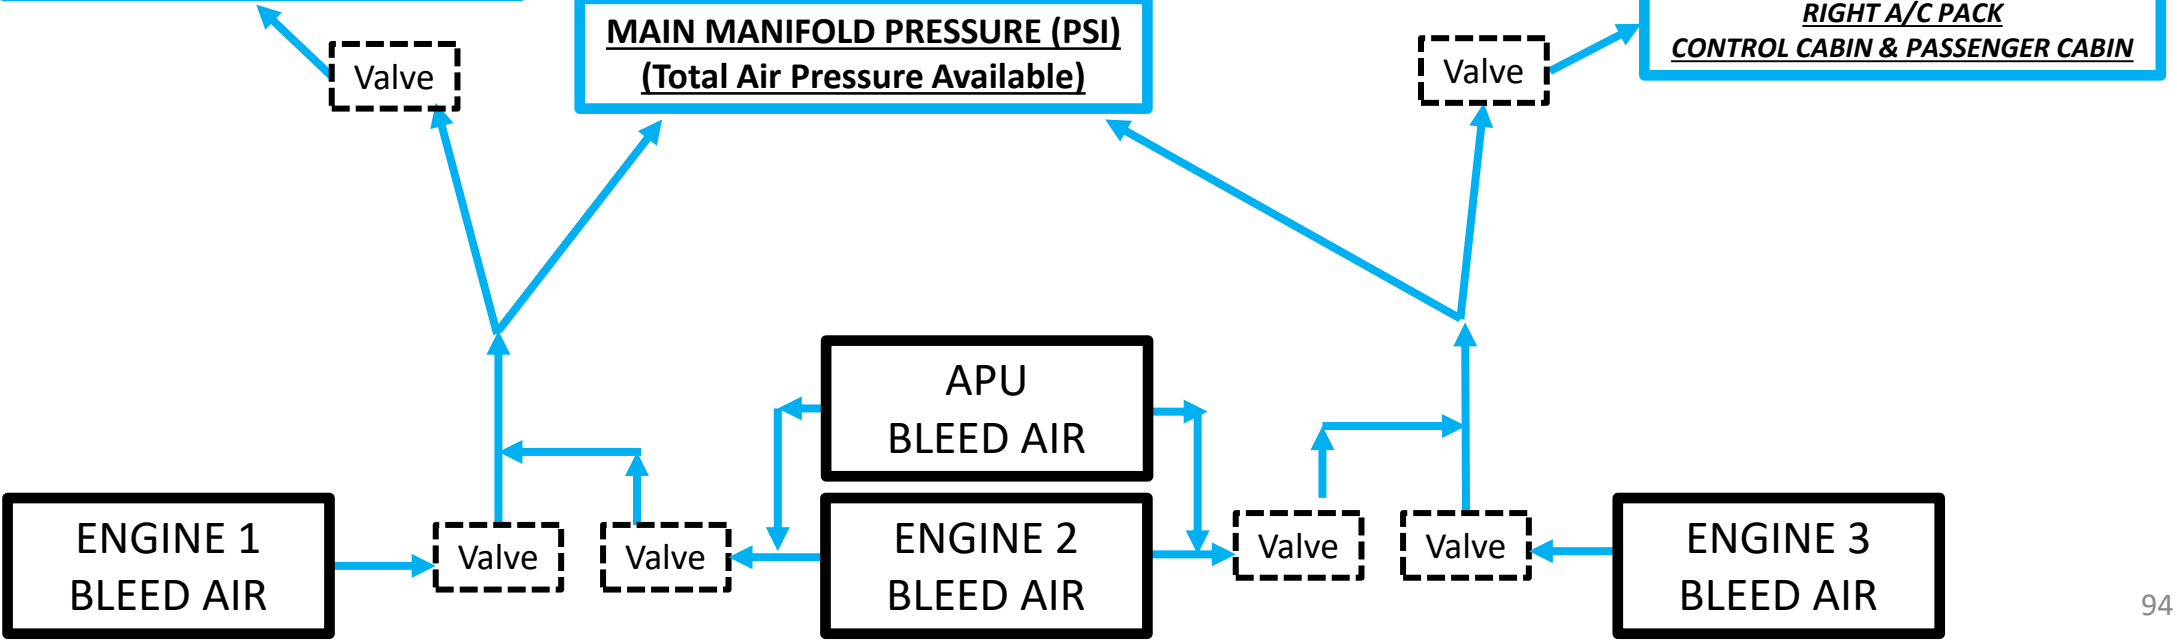 MAIN MANIFOLD PRESSURE (PSI)
(Total Air Pressure Available)
RIGHT A/C PACK
CONTROL CABIN & PASSENGER CABIN
Valve
Valve
APU
BLEED AIR
ENGINE 1
BLEED AIR
Valve
Valve
ENGINE 2
BLEED AIR
Valve
Valve
ENGINE 3
BLEED AIR
94